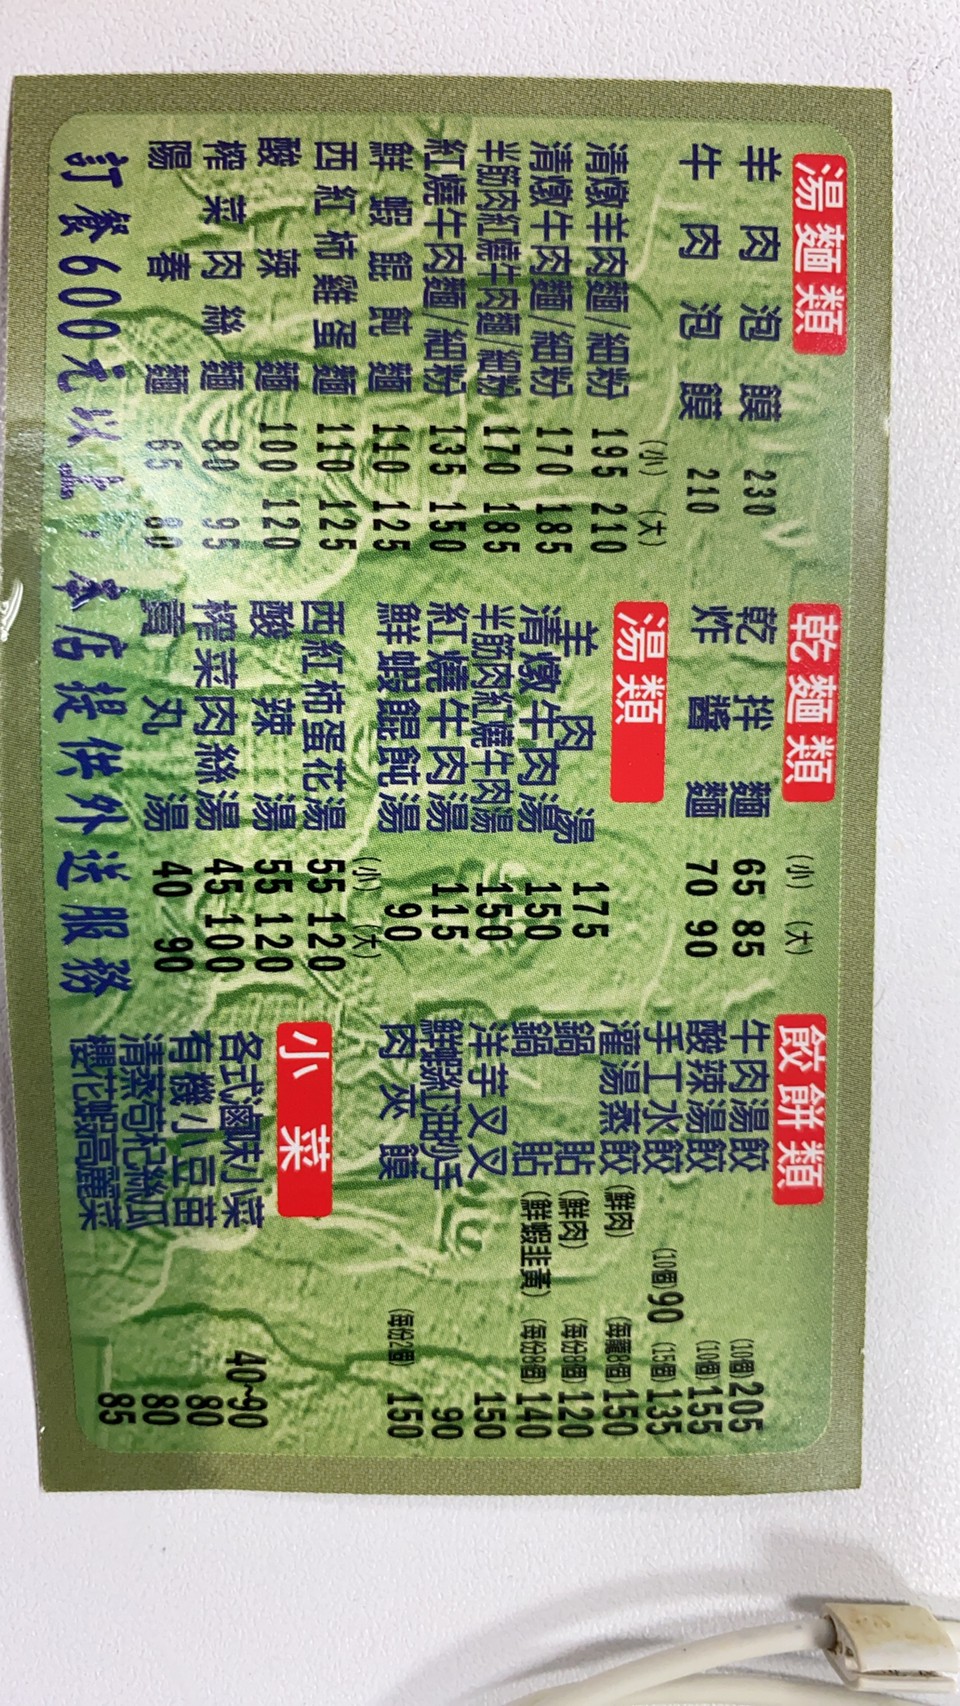 湯麵類
羊肉泡饃 230
牛肉泡饃 210
(小) (大)
清燉羊肉麵/細粉 195 210
清燉牛肉麵/細粉 170 185
半筋肉紅燒牛肉麵/細粉 170 185
紅燒牛肉麵/細粉 135 150
鮮蝦餛飩麵 110 125
西紅柿雞蛋麵 110 125
酸辣麵 100 120
榨菜肉絲麵 80 95
陽春麵 65 80
乾麵類 (小) (大)
乾拌麵 65 85
炸醬麵 70 90
湯類
羊肉湯 175
清燉牛肉湯 150
半筋肉紅燒牛肉湯 150
紅燒牛肉湯 115
鮮蝦餛飩湯 90
(小) (大)
西紅柿蛋花湯 55 120
酸辣湯 55 120
榨菜肉絲湯 45 100
貢丸湯 40 90
餃餅類
牛肉湯餃 (10個)205
酸辣湯餃 (10個)155
手工水餃 (10個)90 (15個)135
灌湯蒸餃(鮮肉) (每籠8個)150
鍋貼(鮮肉) (每份8個)120
鍋貼(鮮蝦韭黃) (每份8個)140
洋芋叉叉 150
鮮蝦紅油抄手 90
肉夾饃 (每份2個) 150
小菜
各式滷味小菜 40~90
有機小豆苗 80
清蒸苟杞絲瓜 80
櫻花蝦高麗菜 85
訂餐600元以上，本店提供外送服務